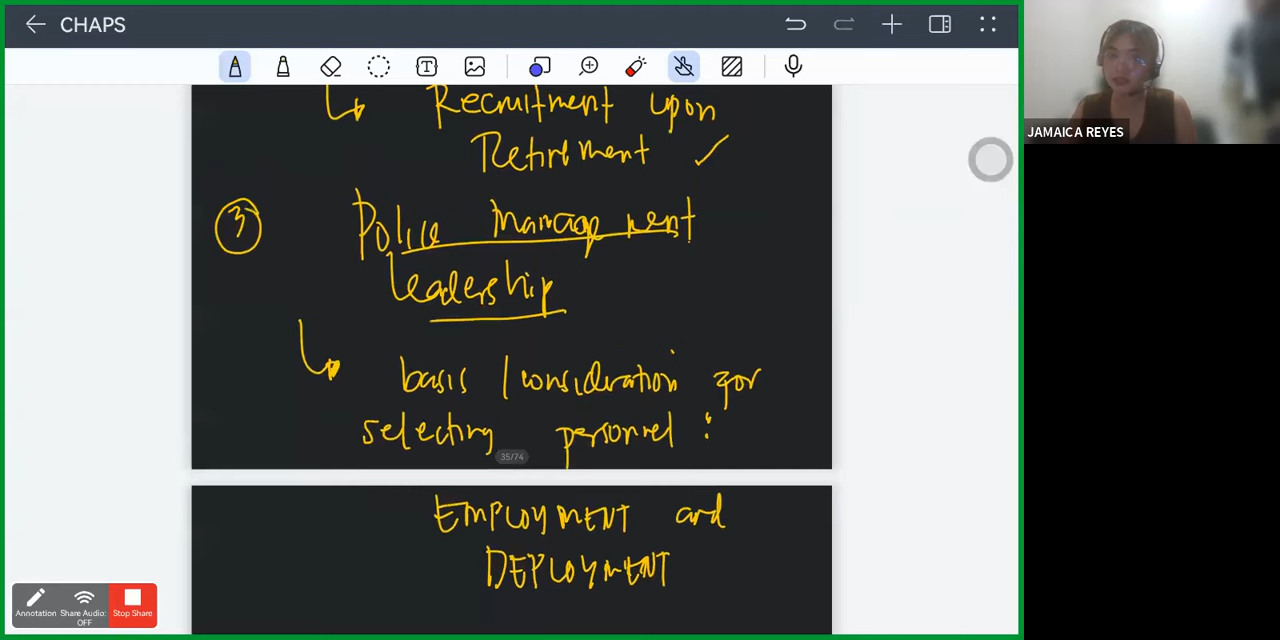 CHAPS
Recruitment upon
Retirement
JAMAICA REYES
3
Police management
leadership
basis / consideration for
selecting personnel :
35/74
EMPLOYMENT and
DEPLOYMENT
Annotation
Share Audio: OFF
Stop Share